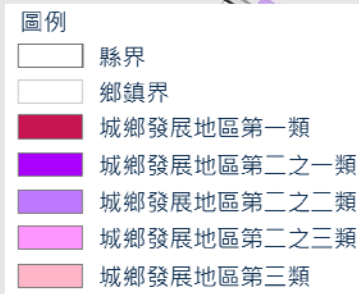 圖例
縣界
鄉鎮界
城鄉發展地區第一類
城鄉發展地區第二之一類
城鄉發展地區第二之二類
城鄉發展地區第二之三類
城鄉發展地區第三類